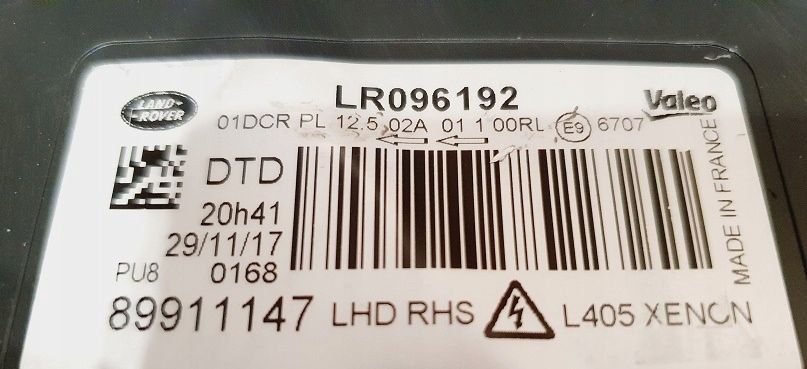 LR096192
LAND-
-ROVER
Valeo
01DCR PL 12.5 02A 01 1 00RL E9 6707
DTD
20h41
29/11/17
PU8 0168
MADE IN FRANCE
89911147 LHD RHS L405 XENON